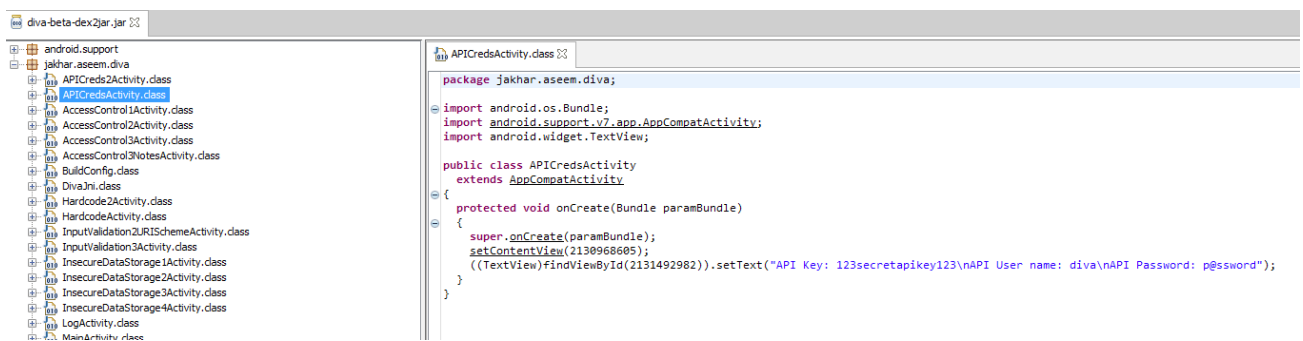 diva-beta-dex2jar.jar
android.support
jakhar.aseem.diva
APICreds2Activity.class
APICredsActivity.class
AccessControl1Activity.class
AccessControl2Activity.class
AccessControl3Activity.class
AccessControl3NotesActivity.class
BuildConfig.class
DivaJni.class
Hardcode2Activity.class
HardcodeActivity.class
InputValidation2URISchemeActivity.class
InputValidation3Activity.class
InsecureDataStorage1Activity.class
InsecureDataStorage2Activity.class
InsecureDataStorage3Activity.class
InsecureDataStorage4Activity.class
LogActivity.class
MainActivity.class
APICredsActivity.class
package jakhar.aseem.diva;
import android.os.Bundle;
import android.support.v7.app.AppCompatActivity;
import android.widget.TextView;
public class APICredsActivity
extends AppCompatActivity
{
protected void onCreate(Bundle paramBundle)
{
super.onCreate(paramBundle);
setContentView(2130968605);
((TextView)findViewById(2131492982)).setText("API Key: 123secretapikey123\nAPI User name: diva\nAPI Password: p@ssword");
}
}